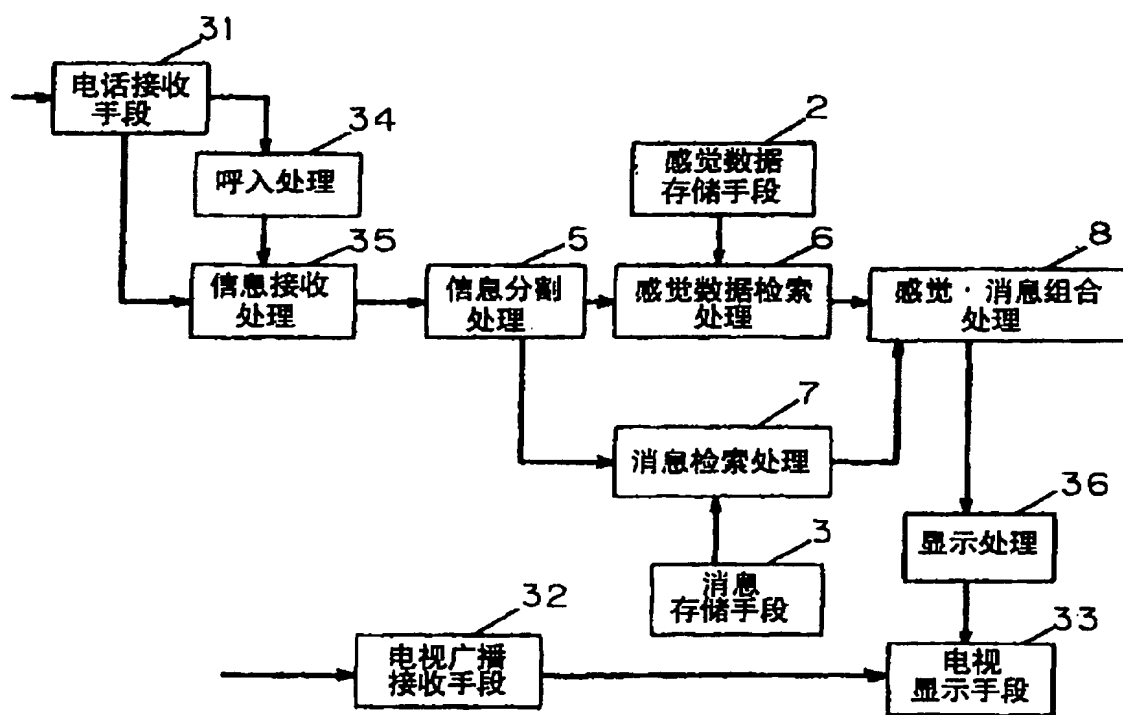 31
电话接收
手段
34
呼入处理
2
感觉数据
存储手段
35
信息接收
处理
5
信息分割
处理
6
感觉数据检索
处理
8
感觉·消息组合
处理
7
消息检索处理
36
显示处理
3
消息
存储手段
32
电视广播
接收手段
33
电视
显示手段